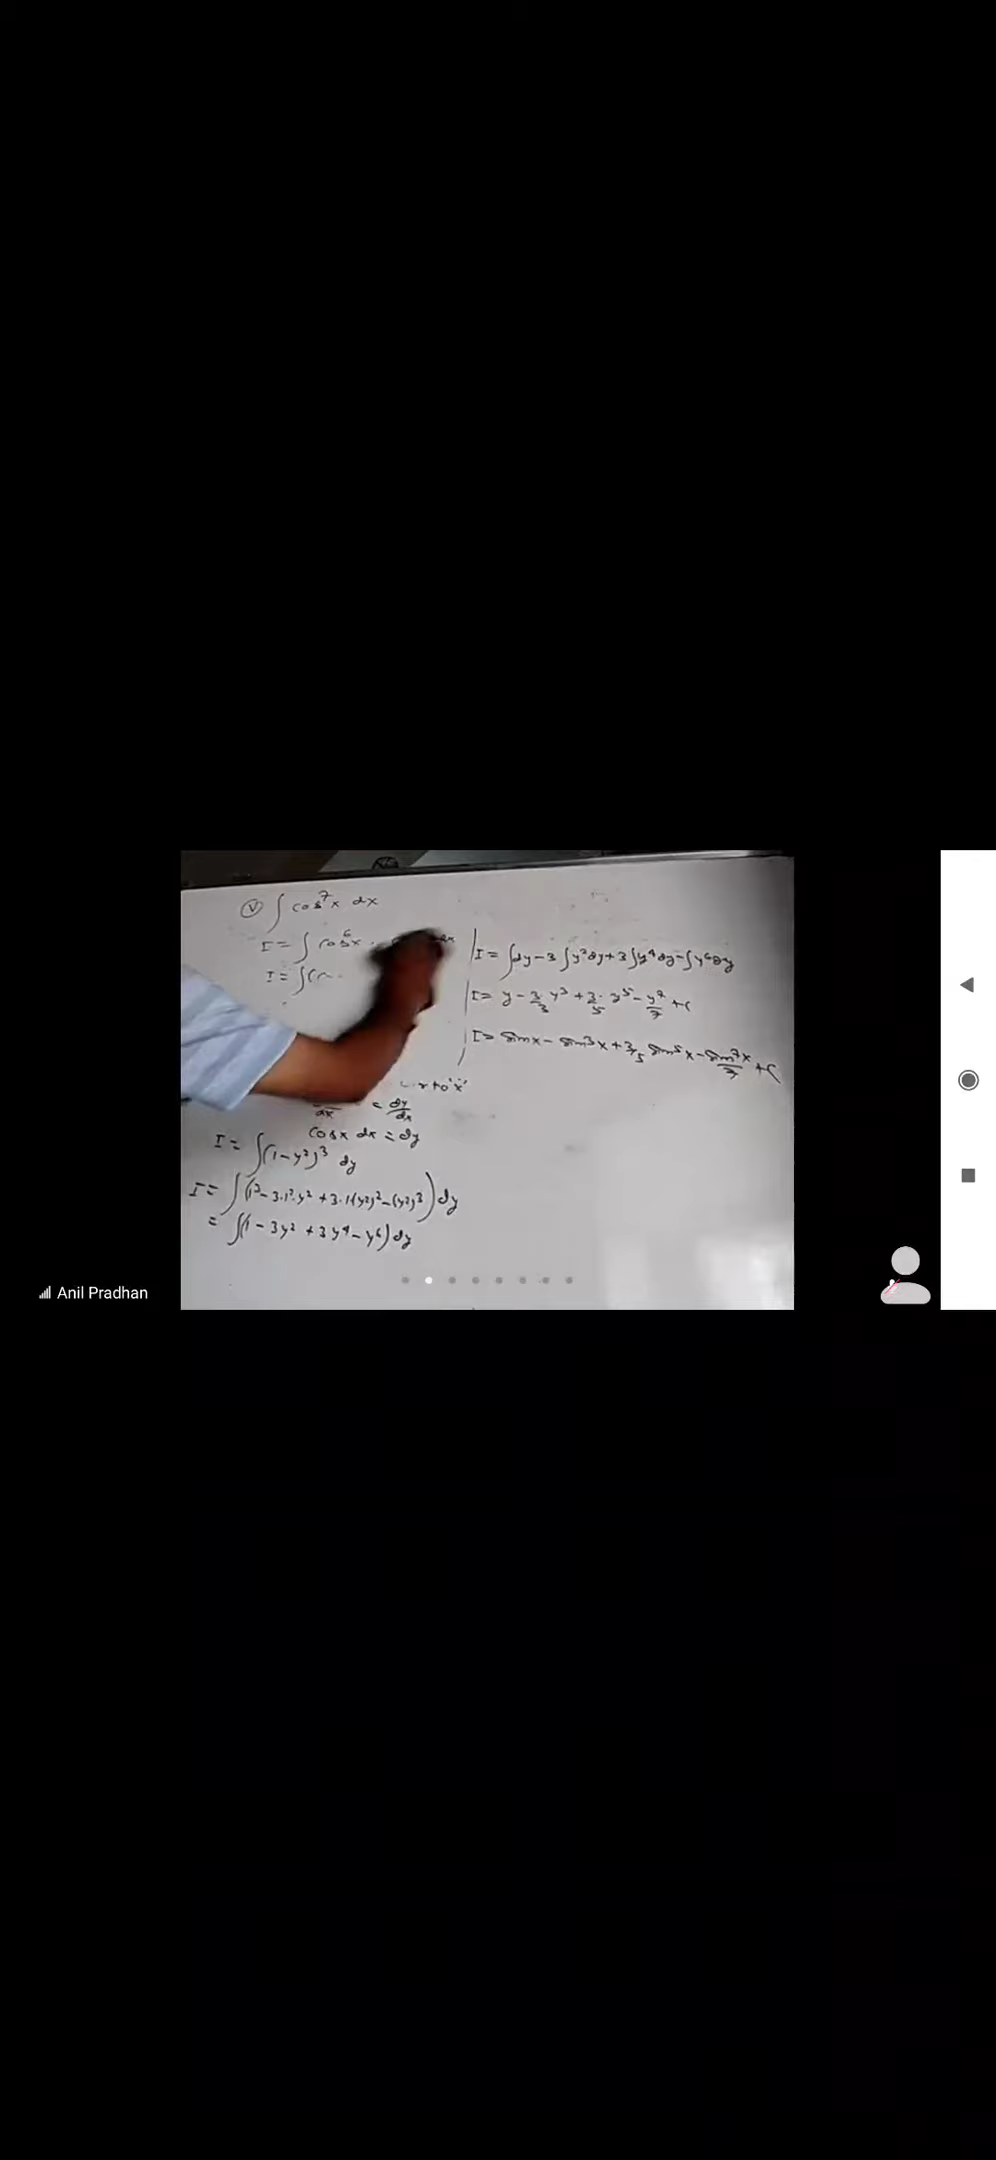 Ⓥ ∫ cos⁷x dx
I = ∫ cos⁶x . dx
I = ∫(
w.r.to 'x'
dx = dy/dx
cosx dx = dy
I = ∫(1-y²)³ dy
I = ∫(1³ - 3.1².y² + 3.1(y²)² - (y²)³) dy
= ∫(1 - 3y² + 3y⁴ - y⁶) dy
I = ∫dy - 3∫y²dy + 3∫y⁴dy - ∫y⁶dy
I = y - 3/3 y³ + 3/5 . y⁵ - y⁷/7 + c
I = sinx - sin³x + 3/5 sin⁵x - sin⁷x/7 + c
Anil Pradhan